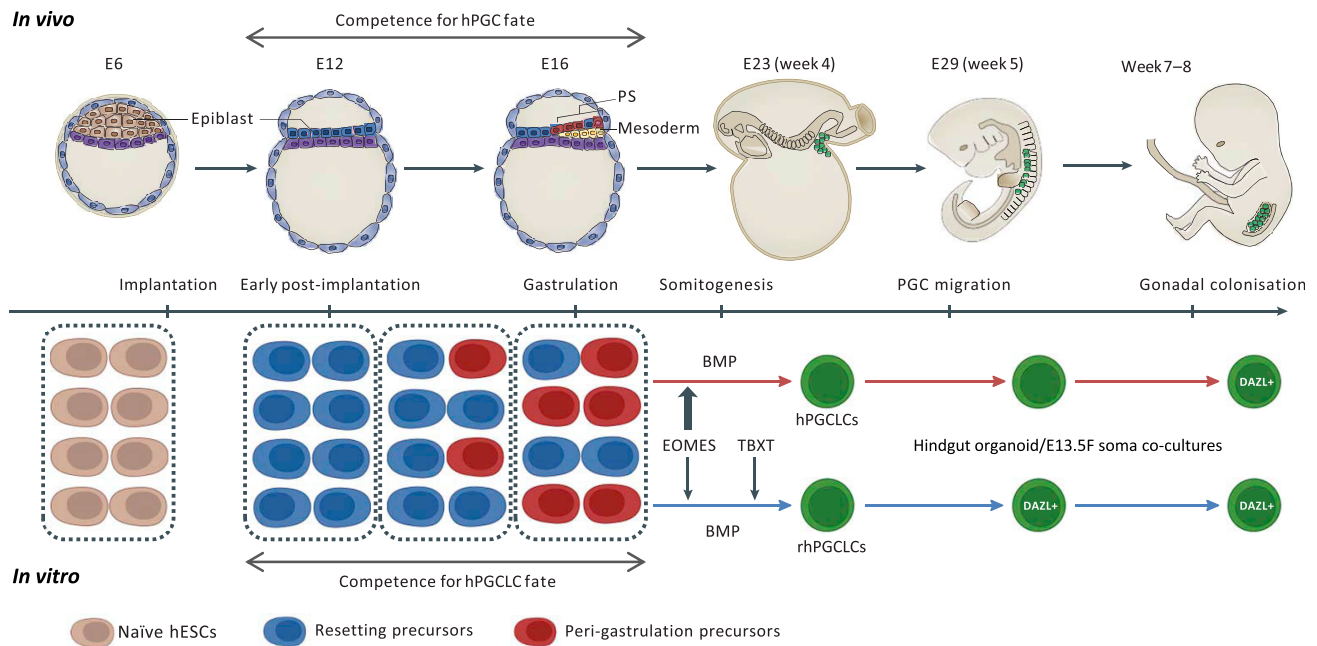 In vivo
Competence for hPGC fate
E6
E12
E16
E23 (week 4)
E29 (week 5)
Week 7–8
Epiblast
PS
Mesoderm
Implantation
Early post-implantation
Gastrulation
Somitogenesis
PGC migration
Gonadal colonisation
BMP
hPGCLCs
DAZL+
EOMES
TBXT
Hindgut organoid/E13.5F soma co-cultures
BMP
rhPGCLCs
DAZL+
DAZL+
Competence for hPGCLC fate
In vitro
Naïve hESCs
Resetting precursors
Peri-gastrulation precursors